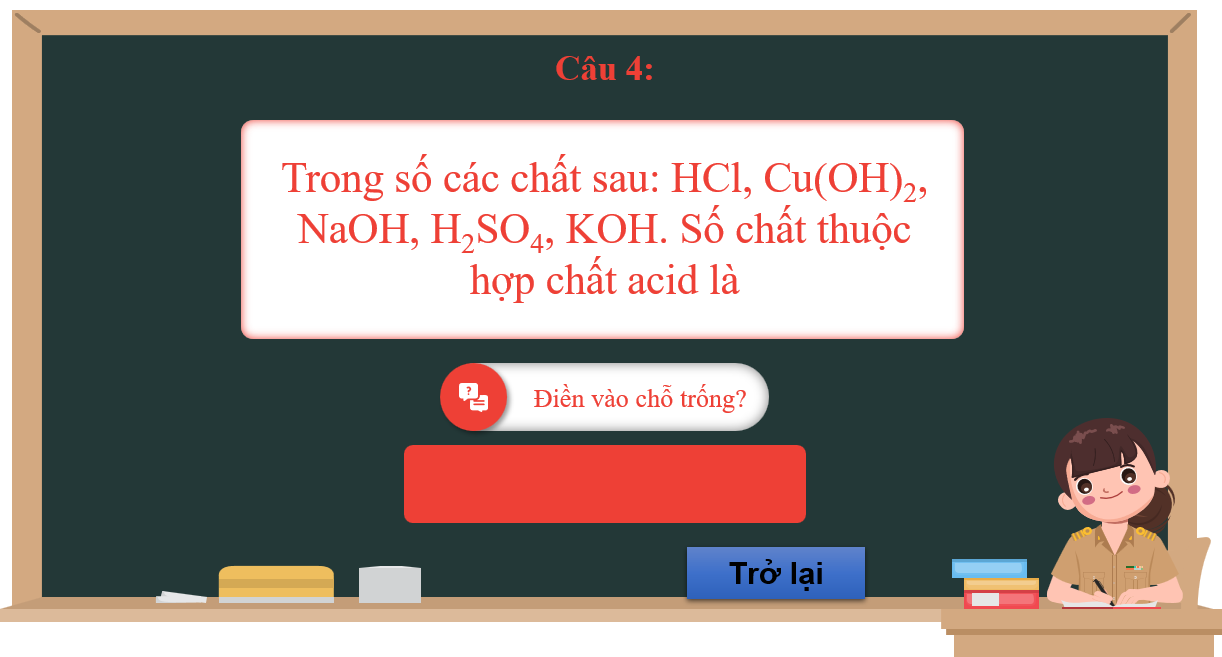 Câu 4:
Trong số các chất sau: HCl, Cu(OH)₂,
NaOH, H₂SO₄, KOH. Số chất thuộc
hợp chất acid là
Điền vào chỗ trống?
Trở lại